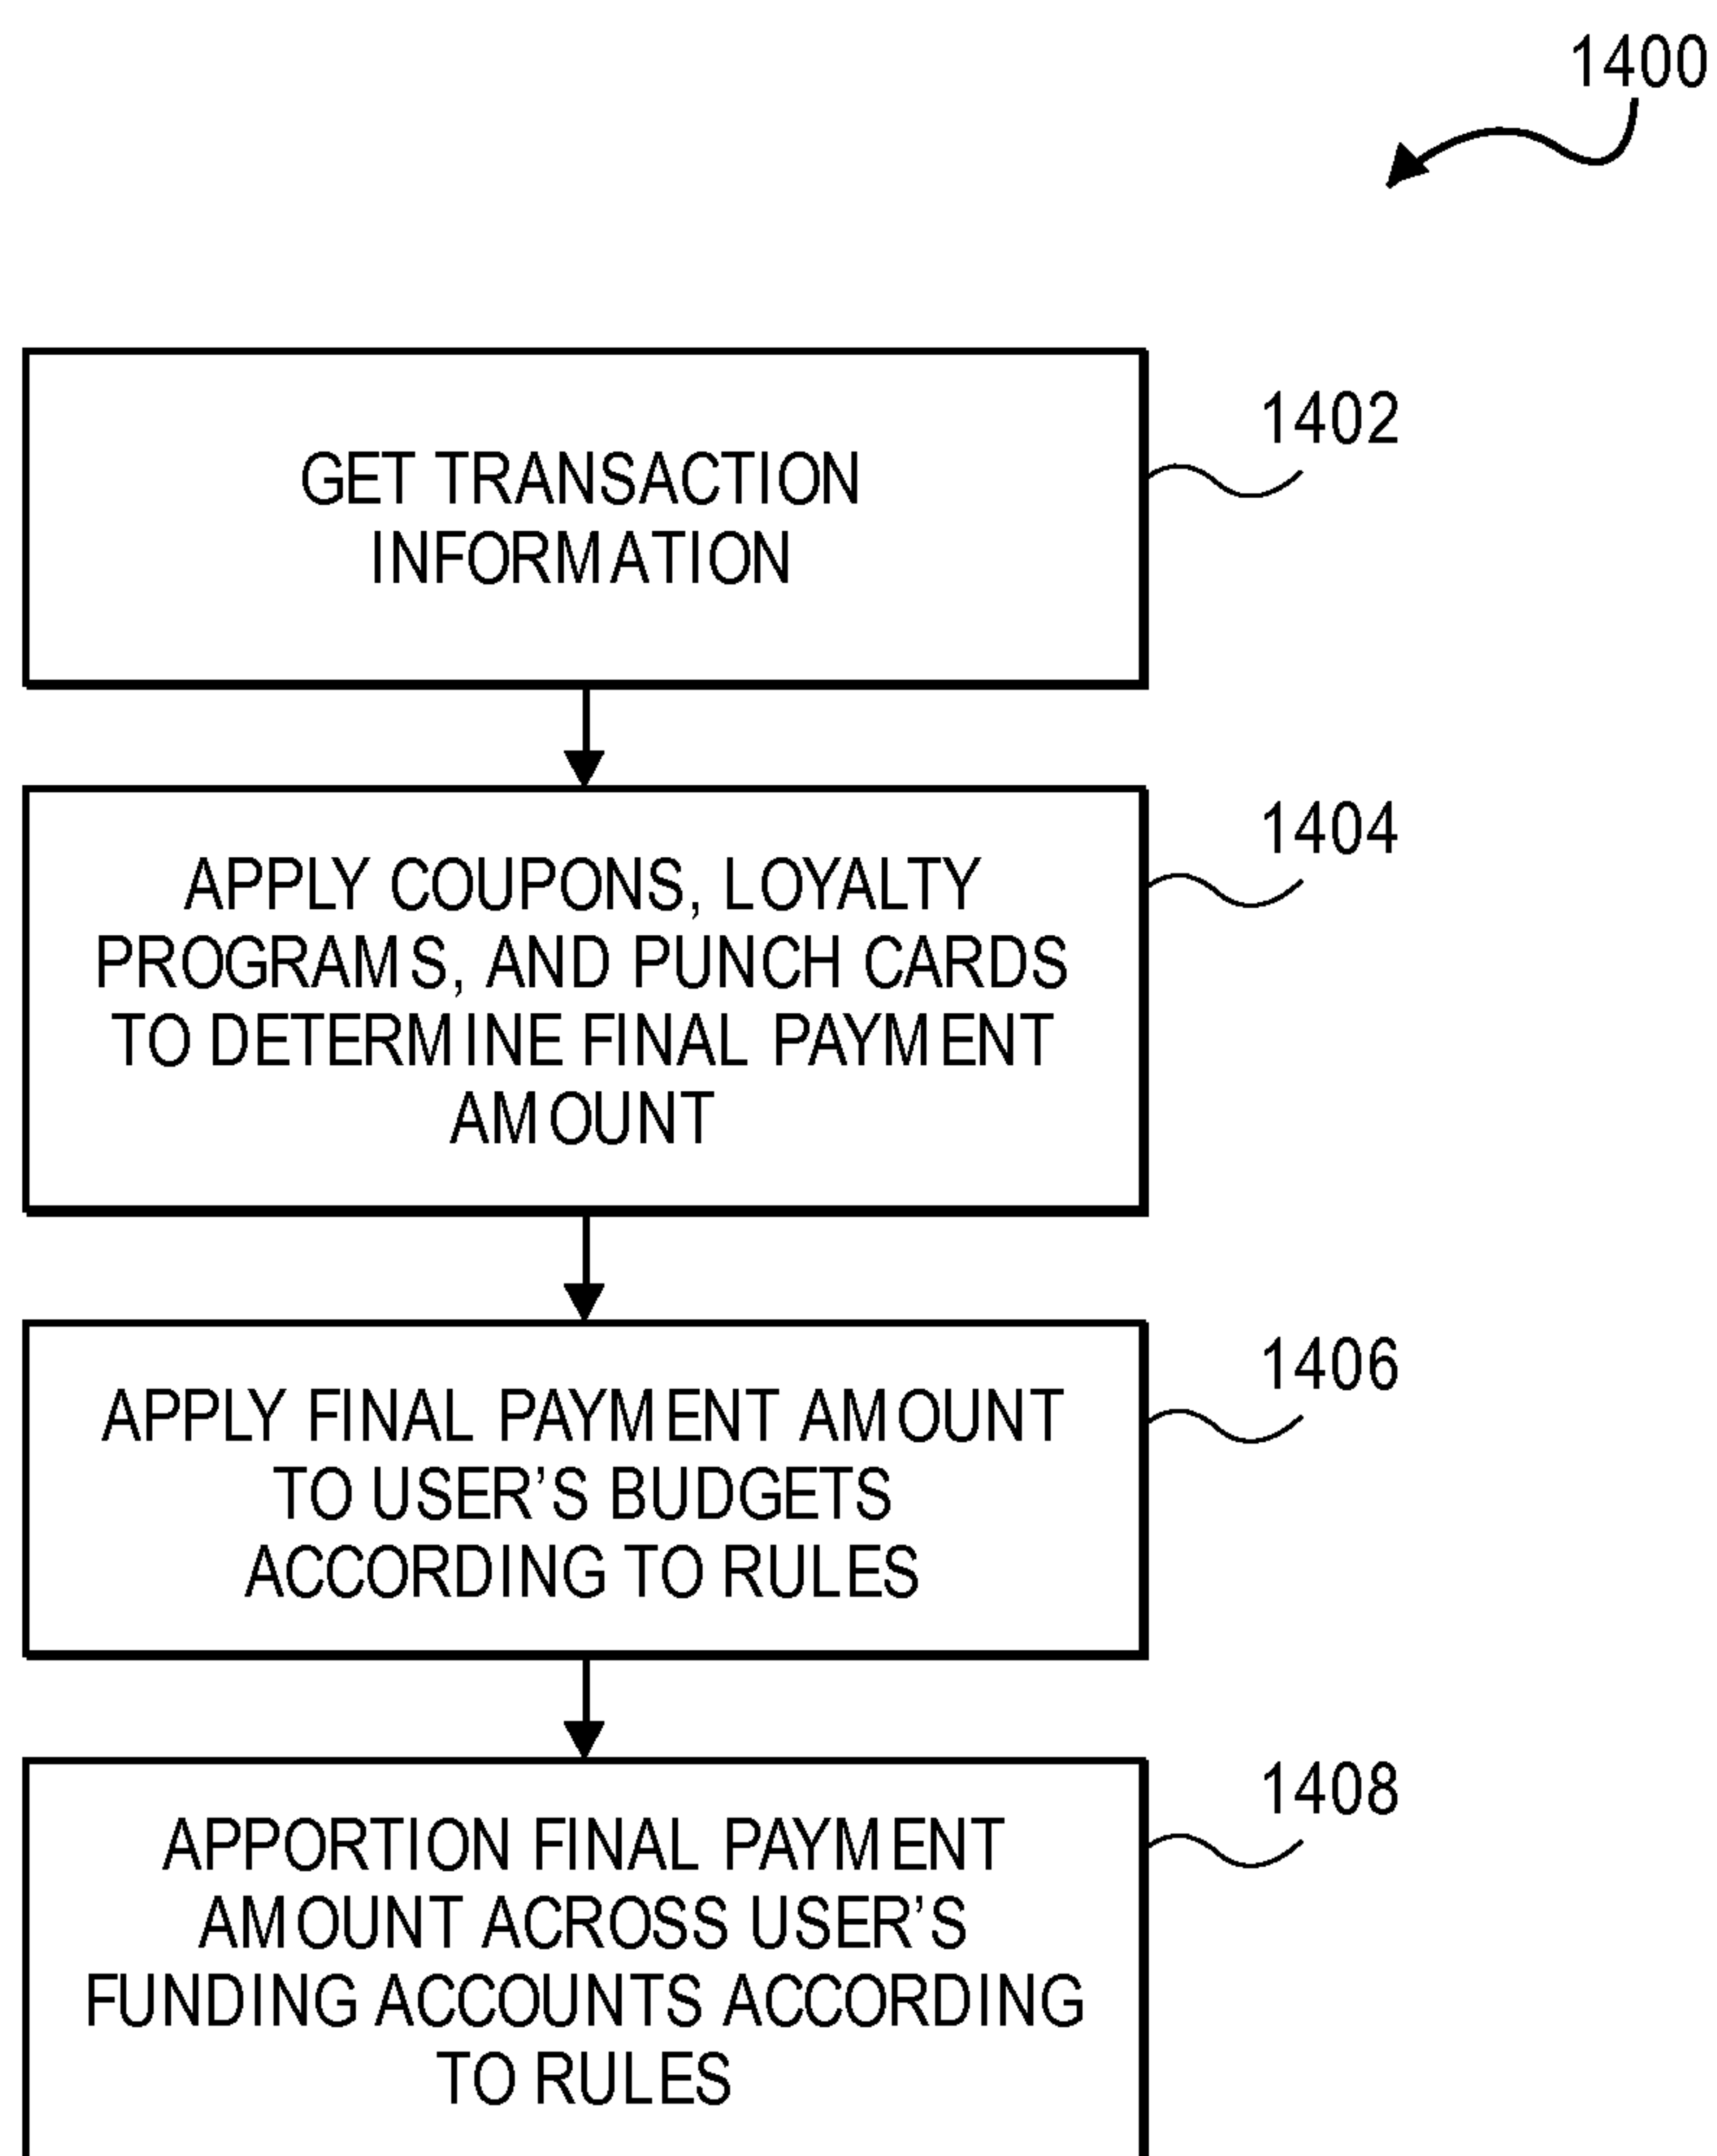 1400
GET TRANSACTION
INFORMATION
1402
APPLY COUPONS, LOYALTY
PROGRAMS, AND PUNCH CARDS
TO DETERMINE FINAL PAYMENT
AMOUNT
1404
APPLY FINAL PAYMENT AMOUNT
TO USER’S BUDGETS
ACCORDING TO RULES
1406
APPORTION FINAL PAYMENT
AMOUNT ACROSS USER’S
FUNDING ACCOUNTS ACCORDING
TO RULES
1408